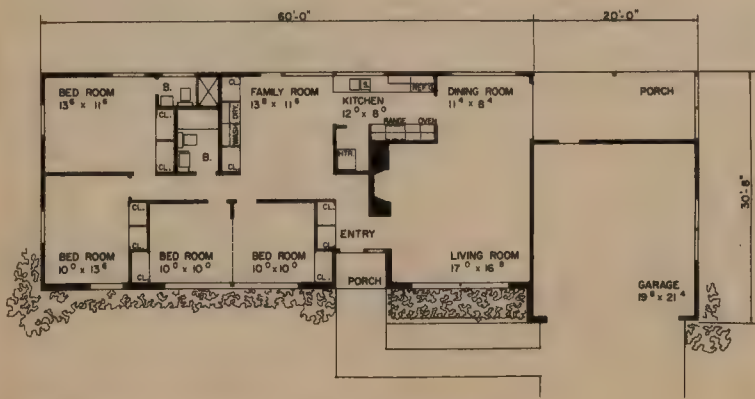 60'-0"
20'-0"
BED ROOM
13⁶ x 11⁶
B.
CL.
FAMILY ROOM
13⁸ x 11⁶
S.
REF'G
KITCHEN
12⁰ x 8⁰
DINING ROOM
11⁴ x 8⁴
PORCH
CL.
DRY.
WASH
RANGE
OVEN
B.
HTR.
CL.
CL.
30'-8"
CL.
CL.
CL.
CL.
ENTRY
BED ROOM
10⁰ x 13⁶
BED ROOM
10⁰ x 10⁰
BED ROOM
10⁰ x 10⁰
CL.
LIVING ROOM
17⁰ x 16⁸
PORCH
GARAGE
19⁸ x 21⁴